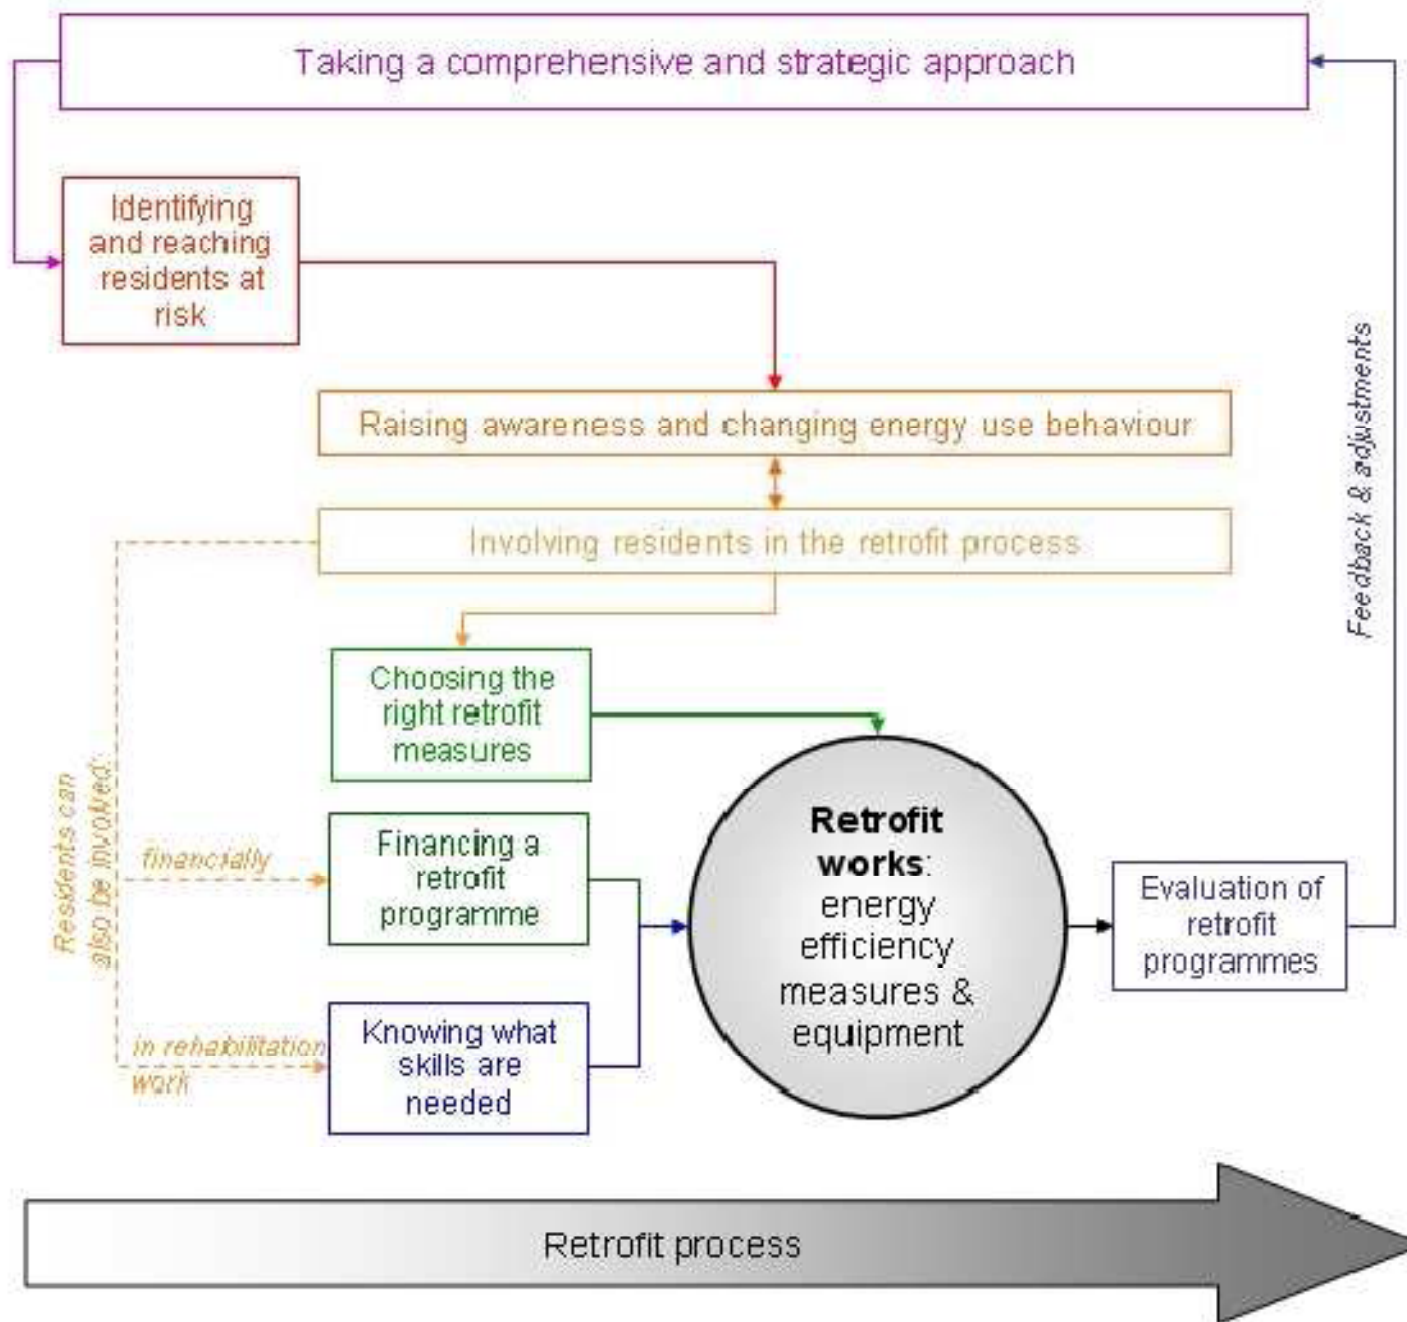 Taking a comprehensive and strategic approach
Identifying
and reaching
residents at
risk
Raising awareness and changing energy use behaviour
Involving residents in the retrofit process
Feedback & adjustments
Choosing the
right retrofit
measures
Residents can
also be involved:
financially
Financing a
retrofit
programme
in rehabilitation
work
Knowing what
skills are
needed
Retrofit
works:
energy
efficiency
measures &
equipment
Evaluation of
retrofit
programmes
Retrofit process